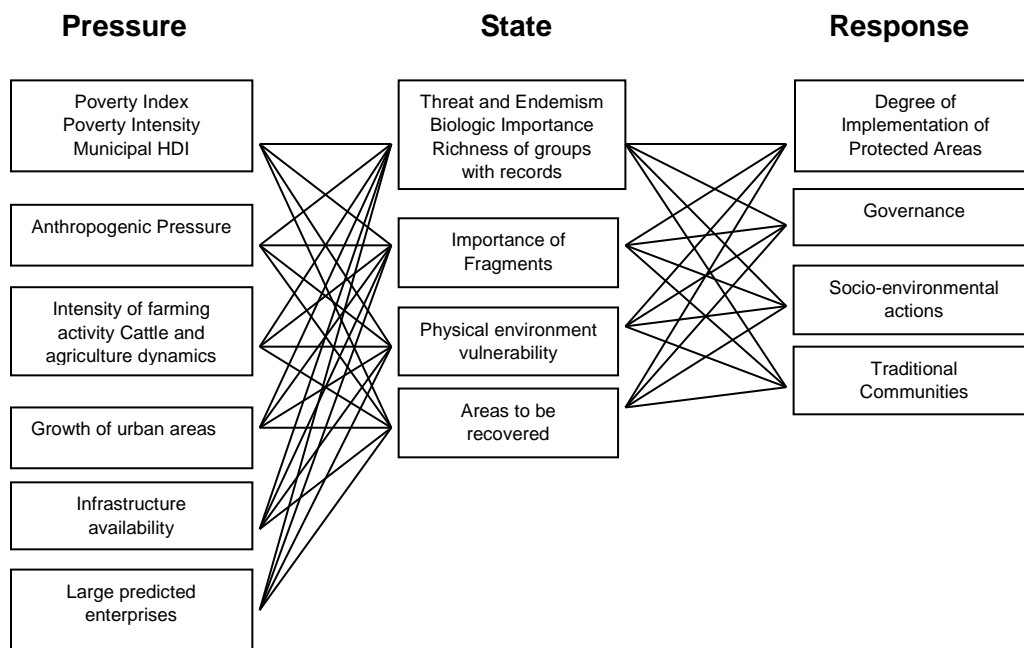 Pressure
State
Response
Poverty Index
Poverty Intensity
Municipal HDI
Anthropogenic Pressure
Intensity of farming
activity Cattle and
agriculture dynamics
Growth of urban areas
Infrastructure
availability
Large predicted
enterprises
Threat and Endemism
Biologic Importance
Richness of groups
with records
Importance of
Fragments
Physical environment
vulnerability
Areas to be
recovered
Degree of
Implementation of
Protected Areas
Governance
Socio-environmental
actions
Traditional
Communities